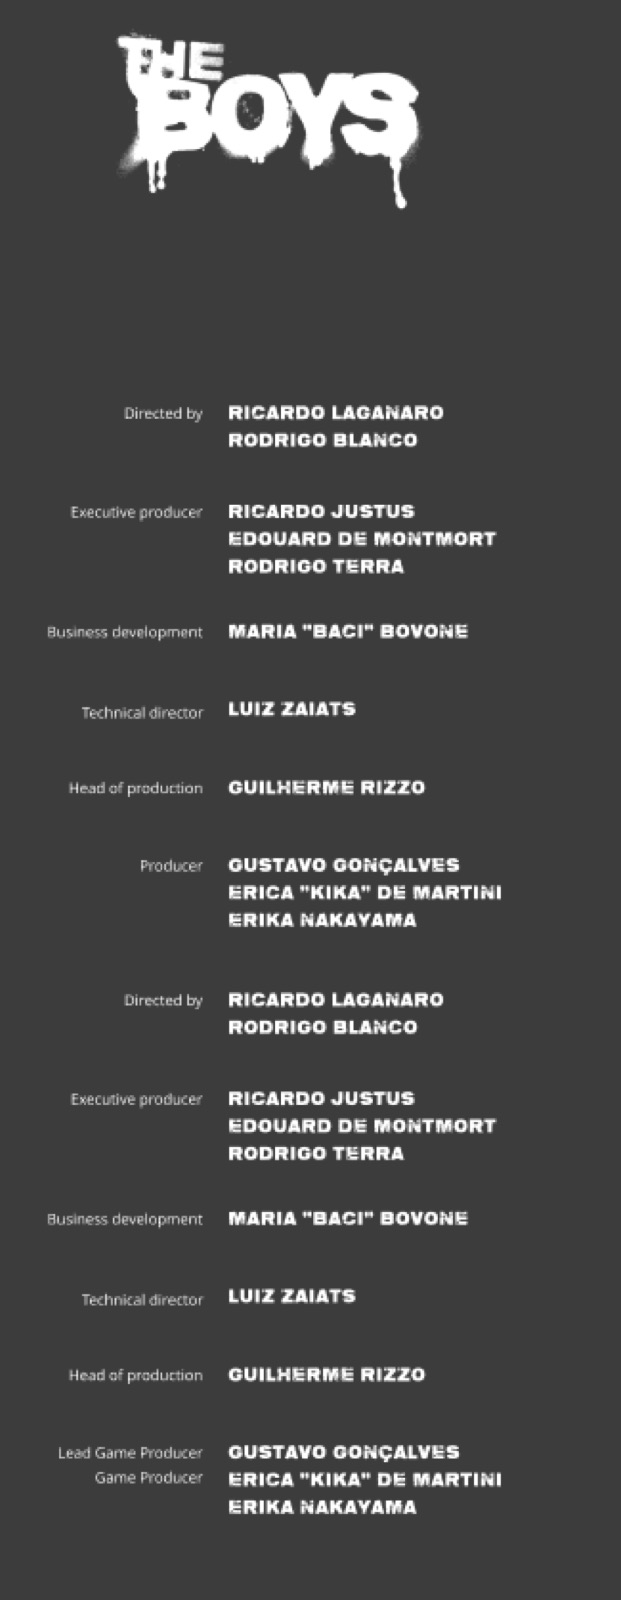 THE
BOYS
Directed by RICARDO LAGANARO
RODRIGO BLANCO
Executive producer RICARDO JUSTUS
EDOUARD DE MONTMORT
RODRIGO TERRA
Business development MARIA "BACI" BOVONE
Technical director LUIZ ZAIATS
Head of production GUILHERME RIZZO
Producer GUSTAVO GONÇALVES
ERICA "KIKA" DE MARTINI
ERIKA NAKAYAMA
Directed by RICARDO LAGANARO
RODRIGO BLANCO
Executive producer RICARDO JUSTUS
EDOUARD DE MONTMORT
RODRIGO TERRA
Business development MARIA "BACI" BOVONE
Technical director LUIZ ZAIATS
Head of production GUILHERME RIZZO
Lead Game Producer GUSTAVO GONÇALVES
Game Producer ERICA "KIKA" DE MARTINI
ERIKA NAKAYAMA